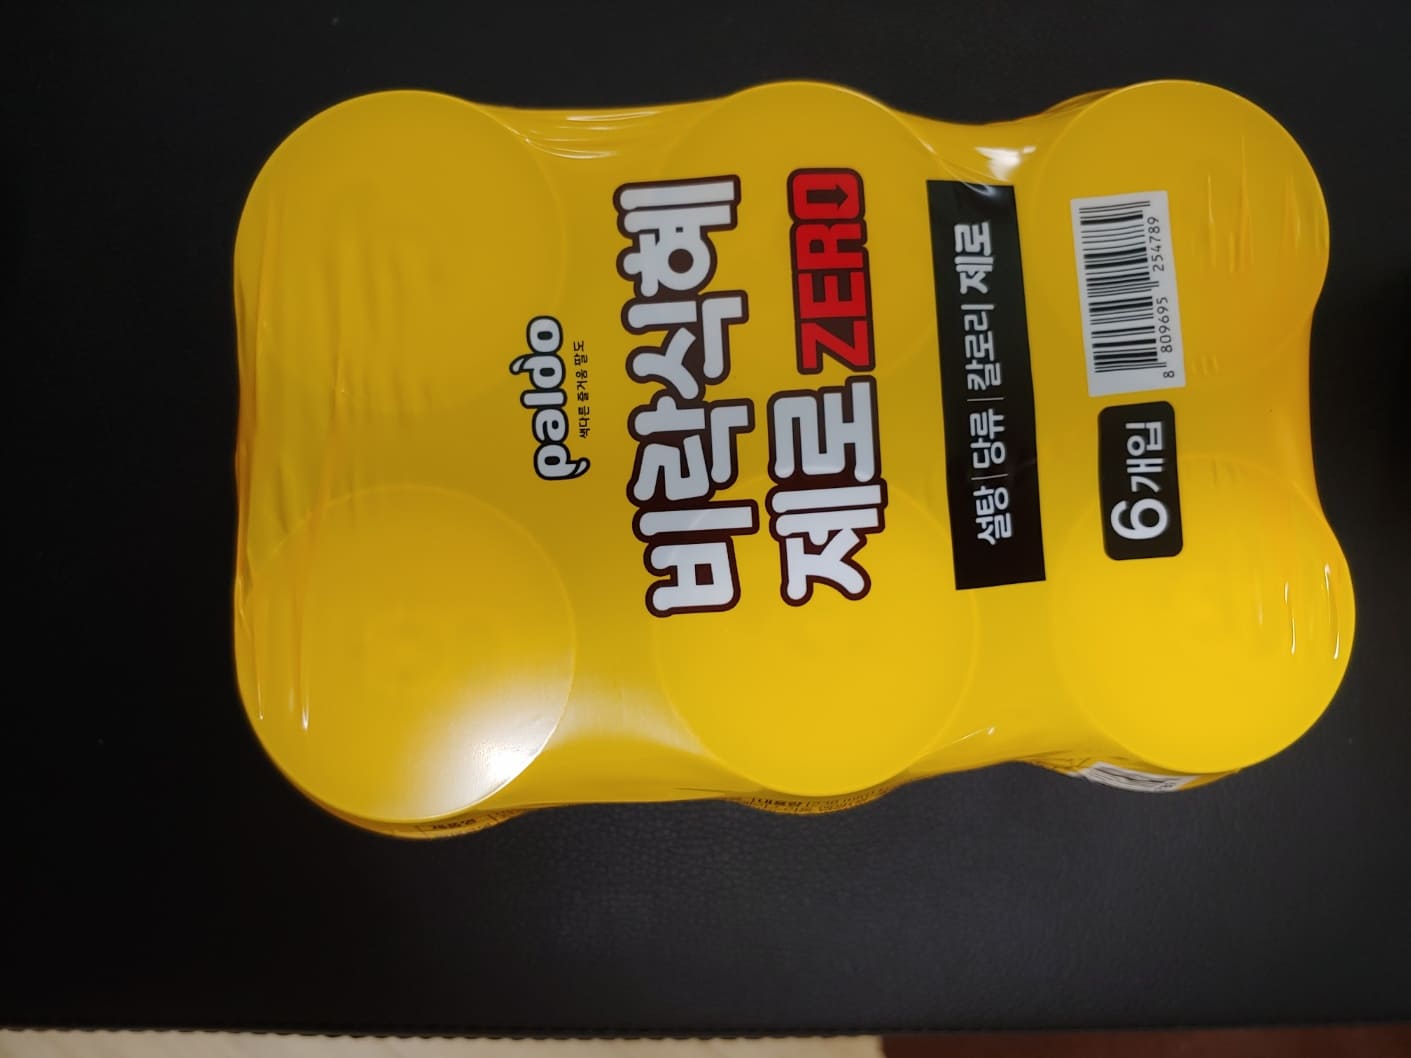 paldo
색다른 즐거움 팔도
비락식혜
제로 ZERO
설탕 | 당류 | 칼로리 제로
6개입
8 809695 254789